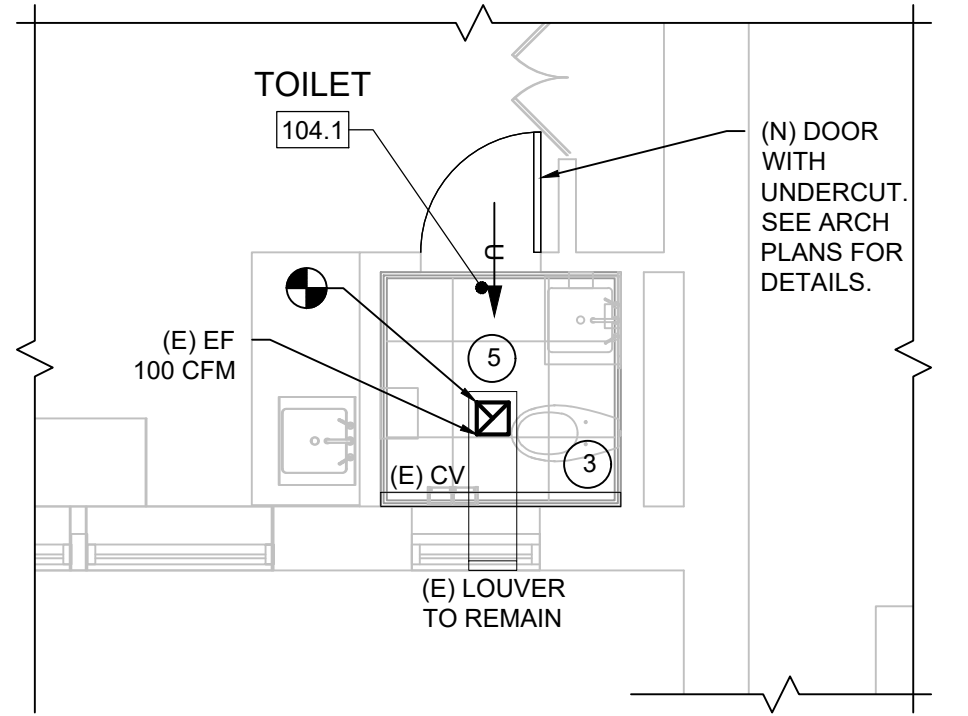 TOILET
104.1
(N) DOOR
WITH
UNDERCUT.
SEE ARCH
PLANS FOR
DETAILS.
U
(E) EF
100 CFM
5
3
(E) CV
(E) LOUVER
TO REMAIN